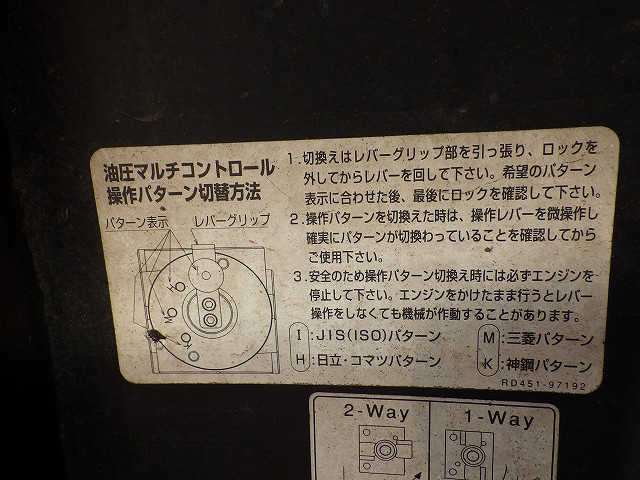 油圧マルチコントロール
操作パターン切替方法
パターン表示
レバーグリップ
1. 切換えはレバーグリップ部を引っ張り、ロックを
外してからレバーを回して下さい。希望のパターン
表示に合わせた後、最後にロックを確認して下さい。
2. 操作パターンを切換えた時は、操作レバーを微操作し
確実にパターンが切換わっていることを確認してから
ご使用下さい。
3. 安全のため操作パターン切換え時には必ずエンジンを
停止して下さい。エンジンをかけたまま行うとレバー
操作をしなくても機械が作動することがあります。
I : JIS(ISO)パターン
H : 日立・コマツパターン
M : 三菱パターン
K : 神鋼パターン
RD451-97192
M
2-Way
1-Way